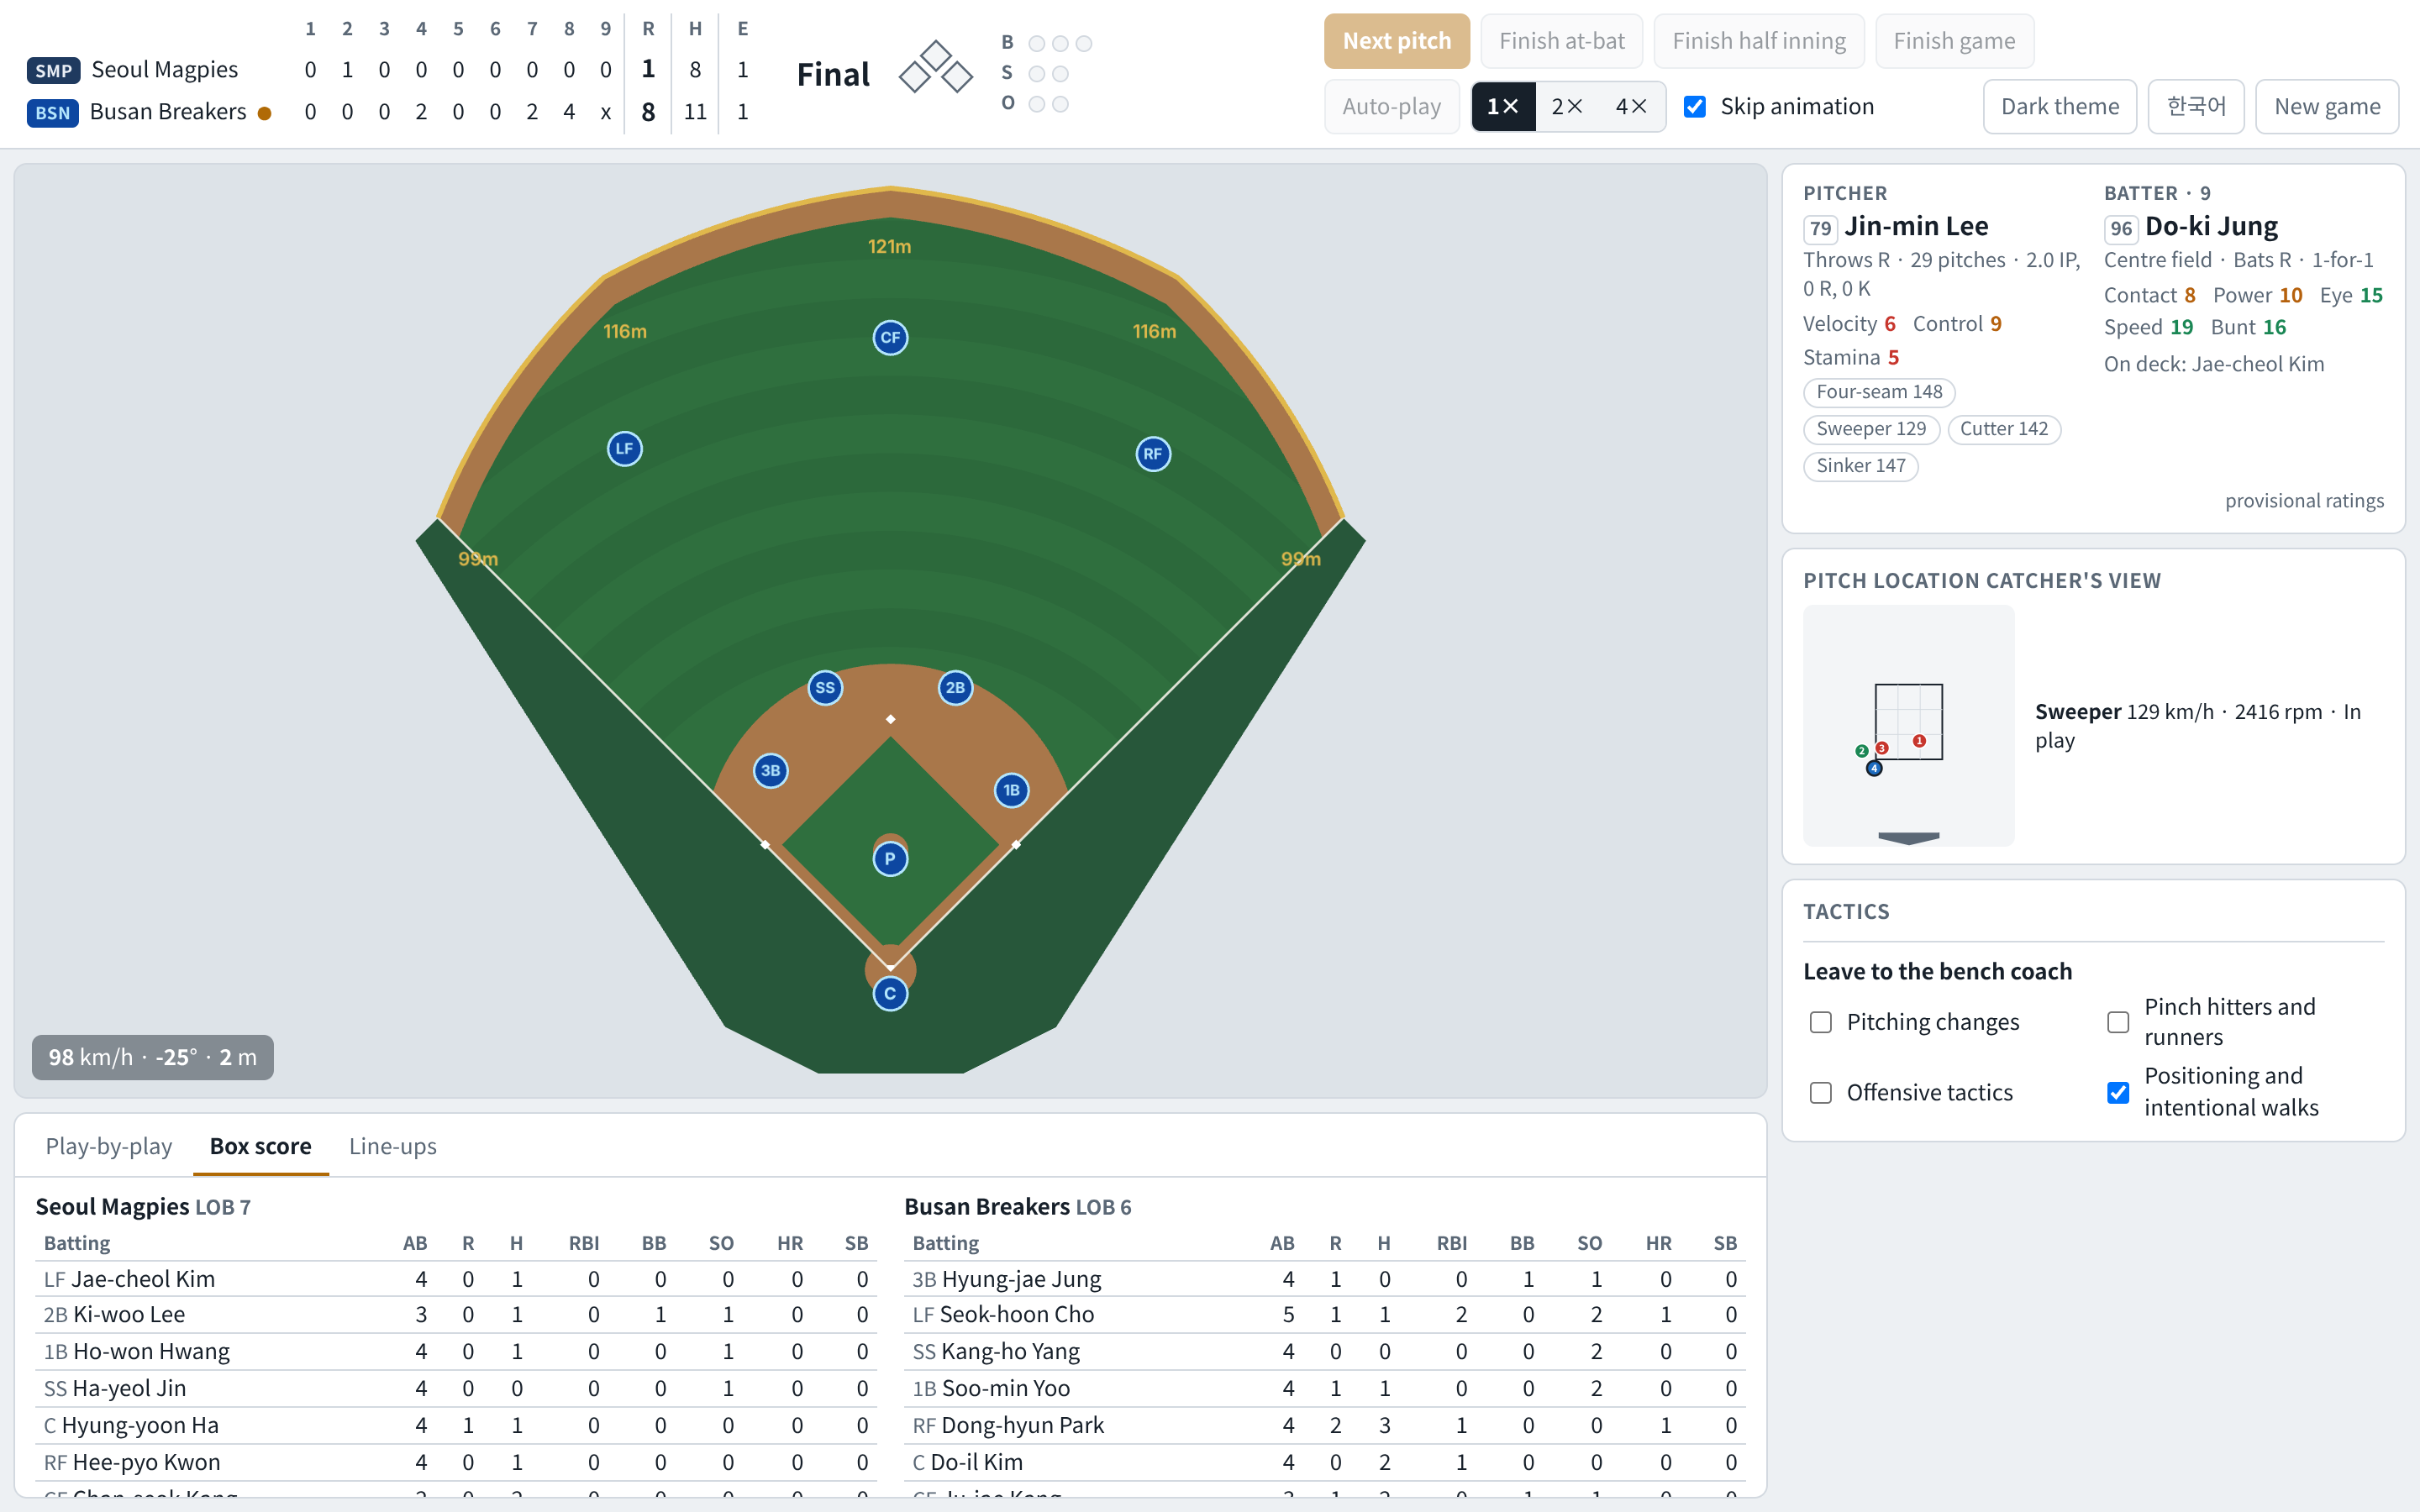 1 2 3 4 5 6 7 8 9 R H E
SMP Seoul Magpies 0 1 0 0 0 0 0 0 0 1 8 1
BSN Busan Breakers 0 0 0 2 0 0 2 4 x 8 11 1
Final
B
S
O
Next pitch Finish at-bat Finish half inning Finish game
Auto-play 1× 2× 4× Skip animation Dark theme 한국어 New game
121m
116m 116m
CF
LF RF
99m 99m
SS 2B
3B 1B
P
C
98 km/h · -25° · 2 m
PITCHER
79 Jin-min Lee
Throws R · 29 pitches · 2.0 IP,
0 R, 0 K
Velocity 6 Control 9
Stamina 5
Four-seam 148
Sweeper 129 Cutter 142
Sinker 147
BATTER · 9
96 Do-ki Jung
Centre field · Bats R · 1-for-1
Contact 8 Power 10 Eye 15
Speed 19 Bunt 16
On deck: Jae-cheol Kim
provisional ratings
PITCH LOCATION CATCHER'S VIEW
1
2 3
4
Sweeper 129 km/h · 2416 rpm · In
play
TACTICS
Leave to the bench coach
Pitching changes
Pinch hitters and
runners
Offensive tactics
Positioning and
intentional walks
Play-by-play Box score Line-ups
Seoul Magpies LOB 7
Batting AB R H RBI BB SO HR SB
LF Jae-cheol Kim 4 0 1 0 0 0 0 0
2B Ki-woo Lee 3 0 1 0 1 1 0 0
1B Ho-won Hwang 4 0 1 0 0 1 0 0
SS Ha-yeol Jin 4 0 0 0 0 1 0 0
C Hyung-yoon Ha 4 1 1 0 0 0 0 0
RF Hee-pyo Kwon 4 0 1 0 0 0 0 0
Busan Breakers LOB 6
Batting AB R H RBI BB SO HR SB
3B Hyung-jae Jung 4 1 0 0 1 1 0 0
LF Seok-hoon Cho 5 1 1 2 0 2 1 0
SS Kang-ho Yang 4 0 0 0 0 2 0 0
1B Soo-min Yoo 4 1 1 0 0 2 0 0
RF Dong-hyun Park 4 2 3 1 0 0 1 0
C Do-il Kim 4 0 2 1 0 0 0 0